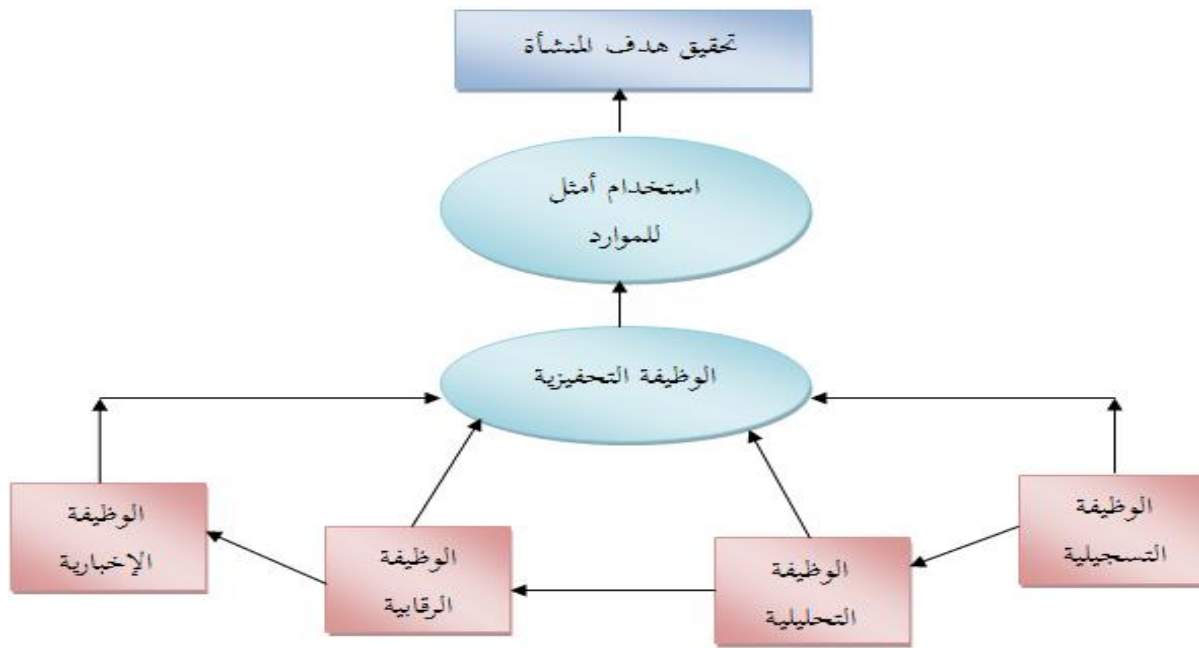 تحقيق هدف المنشأة
استخدام أمثل
للموارد
الوظيفة التحفيزية
الوظيفة
التسجيلية
الوظيفة
التحليلية
الوظيفة
الرقابية
الوظيفة
الإخبارية